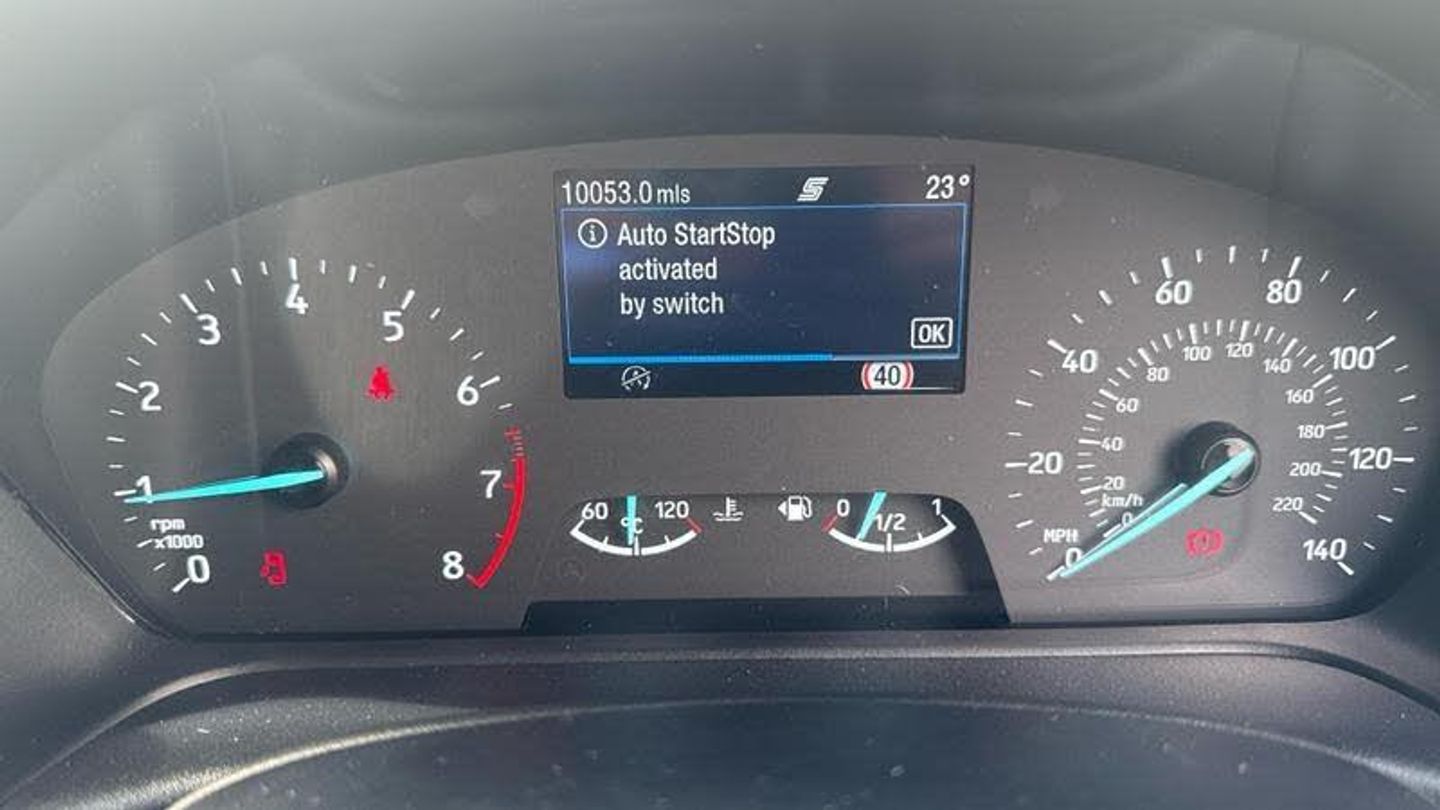 10053.0 mls 23°
Auto StartStop
activated
by switch
OK
40
0 1 2 3 4 5 6 7 8
rpm
x1000
60 120
°C
0 1/2 1
0 20 40 60 80 100 120 140
MPH
km/h
0 20 40 60 80 100 120 140 160 180 200 220